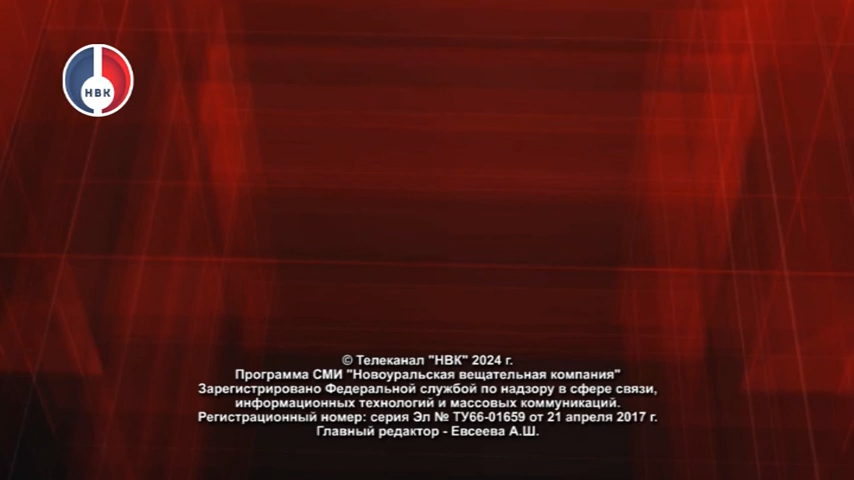 НВК
© Телеканал "НВК" 2024 г.
Программа СМИ "Новоуральская вещательная компания"
Зарегистрировано Федеральной службой по надзору в сфере связи,
информационных технологий и массовых коммуникаций.
Регистрационный номер: серия Эл № ТУ66-01659 от 21 апреля 2017 г.
Главный редактор - Евсеева А.Ш.